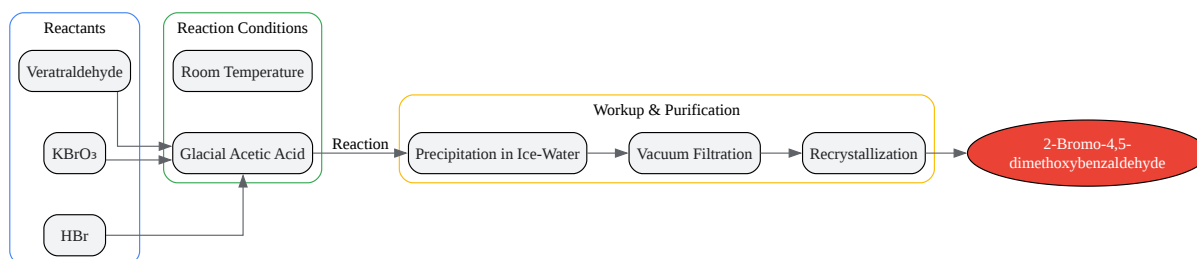 Reactants
Veratraldehyde
KBrO₃
HBr
Reaction Conditions
Room Temperature
Glacial Acetic Acid
Reaction
Workup & Purification
Precipitation in Ice-Water
Vacuum Filtration
Recrystallization
2-Bromo-4,5-
dimethoxybenzaldehyde